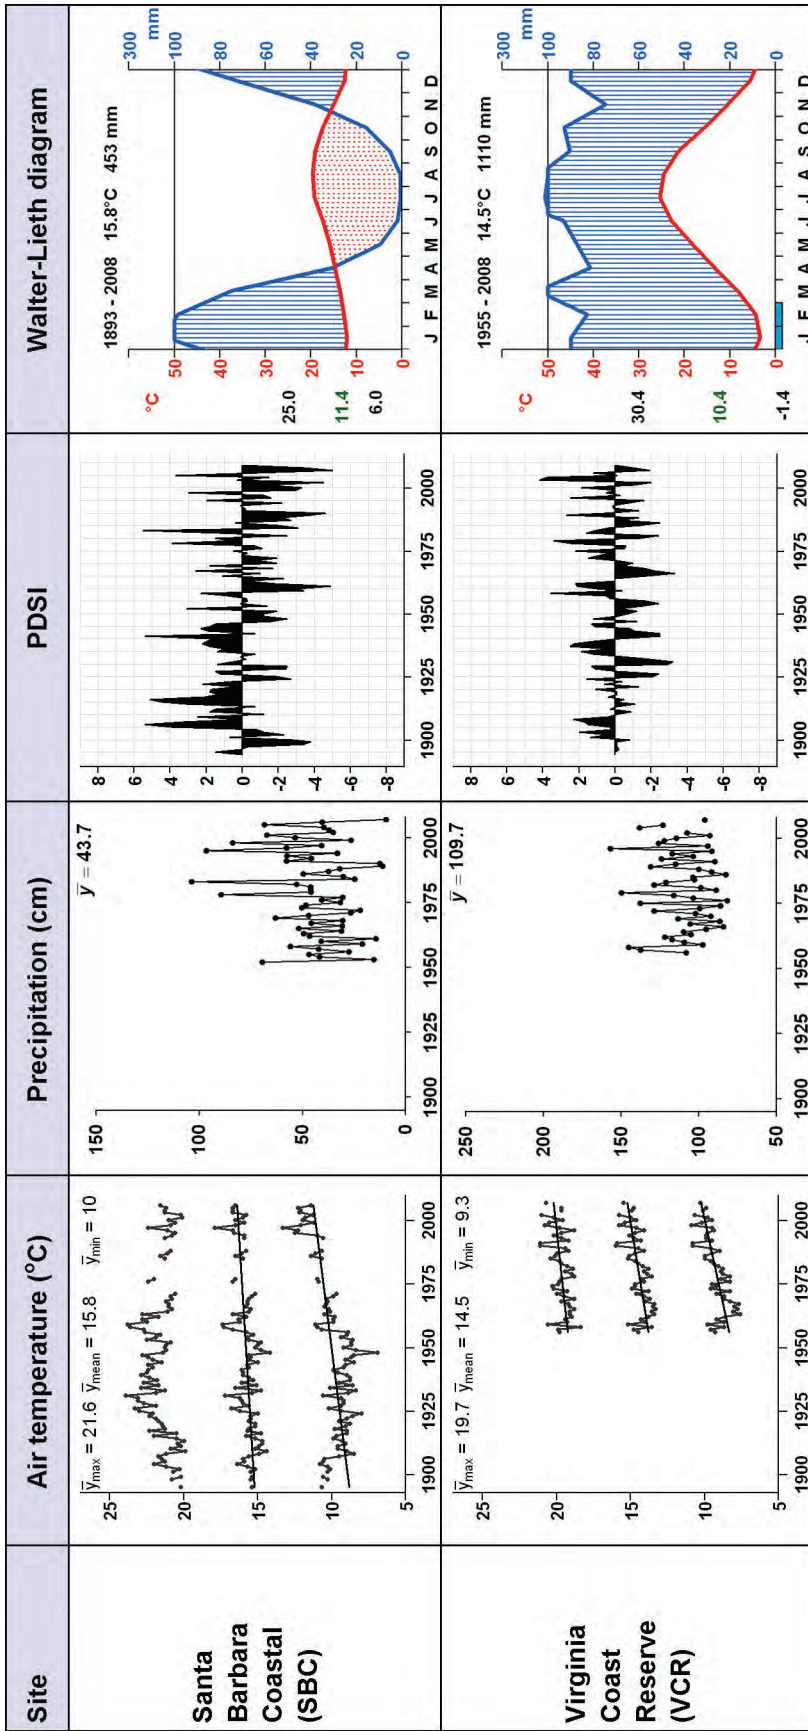 Site
Air temperature (°C)
Precipitation (cm)
PDSI
Walter-Lieth diagram
Santa
Barbara
Coastal
(SBC)
ȳmax = 21.6 ȳmean = 15.8 ȳmin = 10
25
20
15
10
5
1900 1925 1950 1975 2000
ȳ = 43.7
150
100
50
0
1900 1925 1950 1975 2000
8
6
4
2
0
-2
-4
-6
-8
1900 1925 1950 1975 2000
1893 - 2008 15.8°C 453 mm
°C
50
40
30
20
10
0
25.0
11.4
6.0
mm
300
100
80
60
40
20
0
J F M A M J J A S O N D
Virginia
Coast
Reserve
(VCR)
ȳmax = 19.7 ȳmean = 14.5 ȳmin = 9.3
25
20
15
10
5
1900 1925 1950 1975 2000
ȳ = 109.7
250
200
150
100
50
1900 1925 1950 1975 2000
8
6
4
2
0
-2
-4
-6
-8
1900 1925 1950 1975 2000
1955 - 2008 14.5°C 1110 mm
°C
50
40
30
20
10
0
30.4
10.4
-1.4
mm
300
100
80
60
40
20
0
J F M A M J J A S O N D